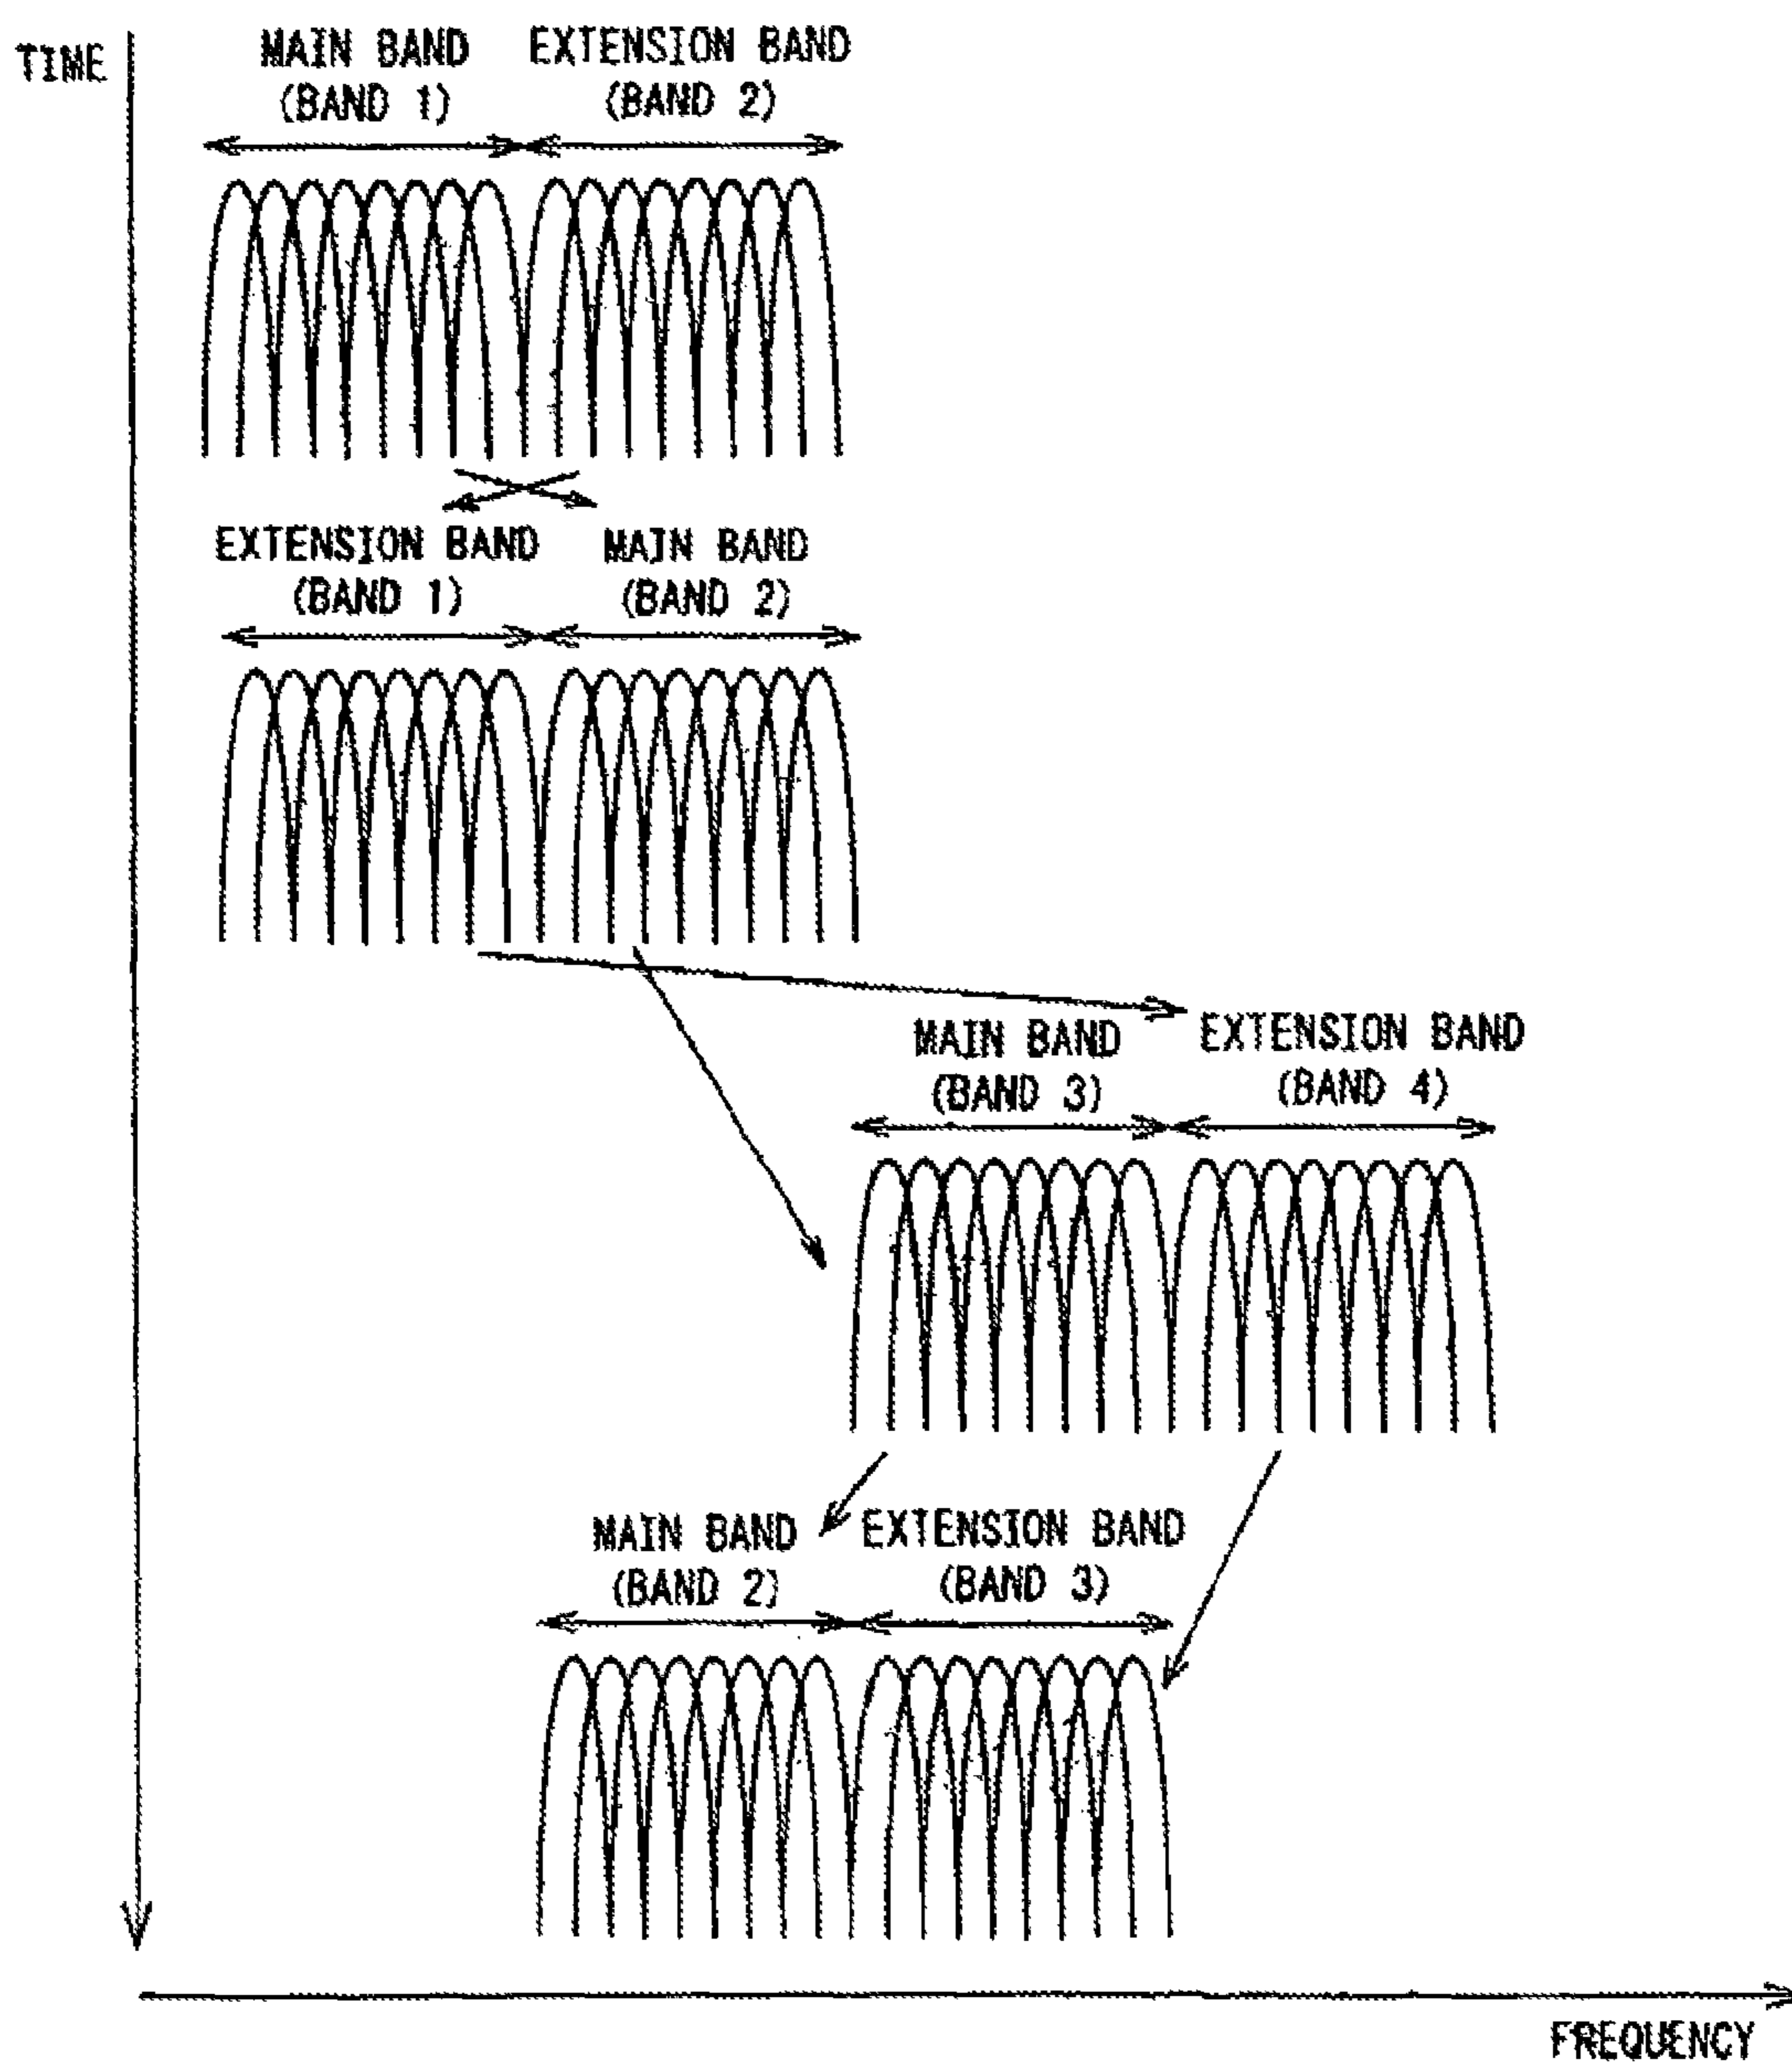 TIME
MAIN BAND
(BAND 1)
EXTENSION BAND
(BAND 2)
EXTENSION BAND
(BAND 1)
MAIN BAND
(BAND 2)
MAIN BAND
(BAND 3)
EXTENSION BAND
(BAND 4)
MAIN BAND
(BAND 2)
EXTENSION BAND
(BAND 3)
FREQUENCY